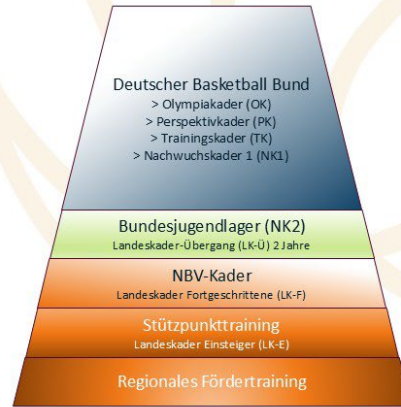 Deutscher Basketball Bund
> Olympiakader (OK)
> Perspektivkader (PK)
> Trainingskader (TK)
> Nachwuchskader 1 (NK1)
Bundesjugendlager (NK2)
Landeskader-Übergang (LK-Ü) 2 Jahre
NBV-Kader
Landeskader Fortgeschrittene (LK-F)
Stützpunkttraining
Landeskader Einsteiger (LK-E)
Regionales Fördertraining